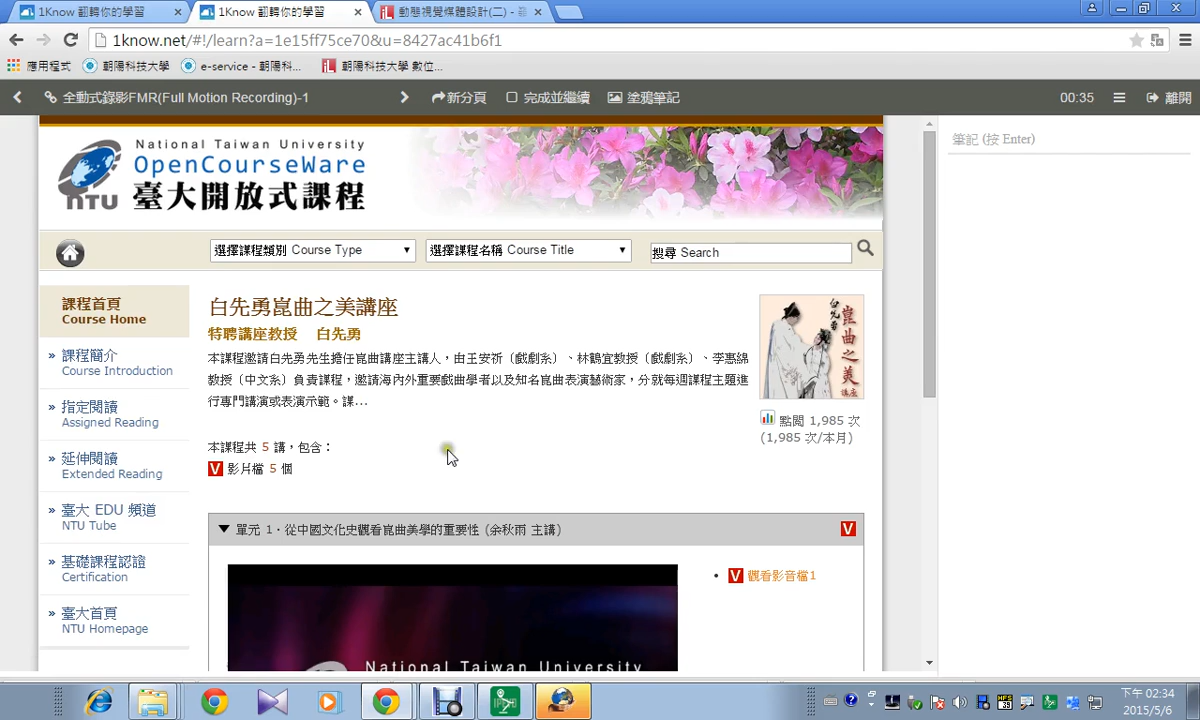 1Know 翻轉你的學習
1Know 翻轉你的學習
動態視覺媒體設計(二) - 翡
1know.net/#!/learn?a=1e15ff75ce70&u=8427ac41b6f1
應用程式
朝陽科技大學
e-service - 朝陽科...
朝陽科技大學 數位...
全動式錄影FMR(Full Motion Recording)-1
新分頁
完成並繼續
塗鴉筆記
00:35
離開
筆記 (按 Enter)
National Taiwan University
OpenCourseWare
臺大開放式課程
NTU
選擇課程類別 Course Type
選擇課程名稱 Course Title
搜尋 Search
課程首頁
Course Home
» 課程簡介
Course Introduction
» 指定閱讀
Assigned Reading
» 延伸閱讀
Extended Reading
» 臺大 EDU 頻道
NTU Tube
» 基礎課程認證
Certification
» 臺大首頁
NTU Homepage
白先勇崑曲之美講座
特聘講座教授 白先勇
本課程邀請白先勇先生擔任崑曲講座主講人，由王安祈〔戲劇系〕、林鶴宜教授〔戲劇系〕、李惠綿
教授〔中文系〕負責課程，邀請海內外重要戲曲學者以及知名崑曲表演藝術家，分就每週課程主題進
行專門講演或表演示範。課...
白先勇
崑曲之美
講座
點閱 1,985 次
(1,985 次/本月)
本課程共 5 講，包含：
V 影片檔 5 個
▼ 單元 1．從中國文化史觀看崑曲美學的重要性 (余秋雨 主講)
V
• V 觀看影音檔1
National Taiwan University
下午 02:34
2015/5/6